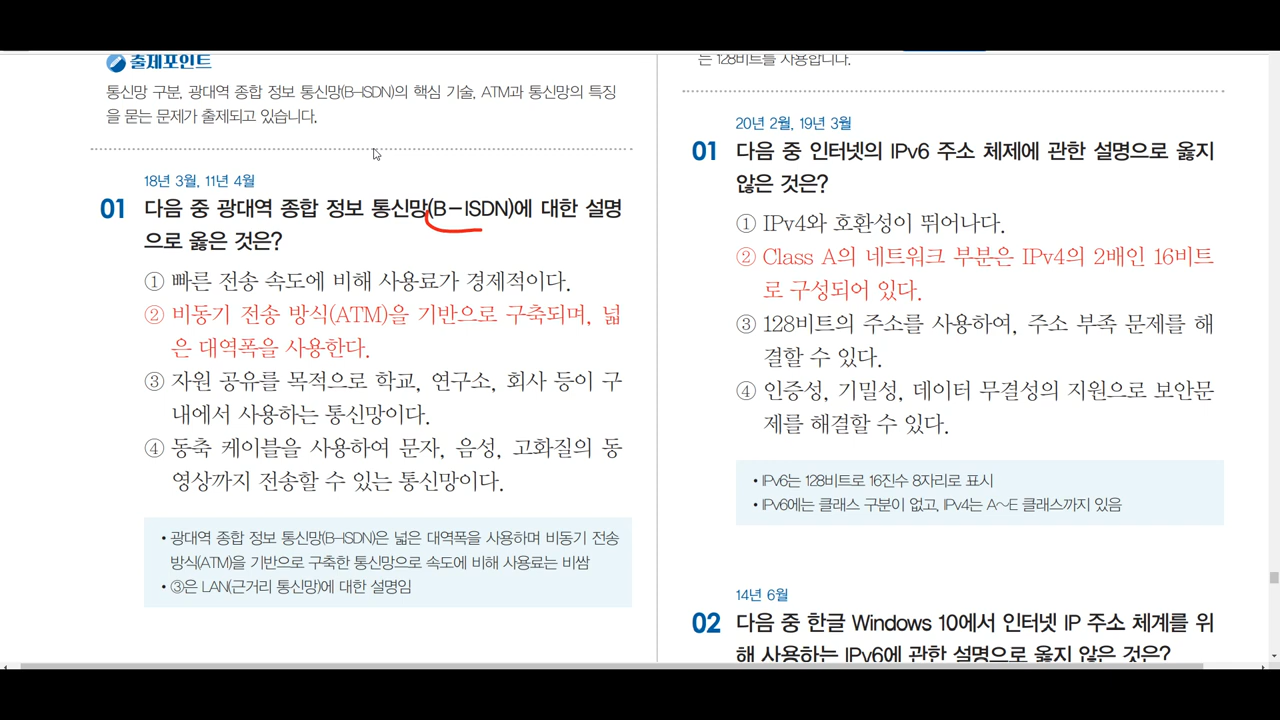 출제포인트
통신망 구분, 광대역 종합 정보 통신망(B-ISDN)의 핵심 기술, ATM과 통신망의 특징
을 묻는 문제가 출제되고 있습니다.
18년 3월, 11년 4월
01 다음 중 광대역 종합 정보 통신망(B-ISDN)에 대한 설명
으로 옳은 것은?
① 빠른 전송 속도에 비해 사용료가 경제적이다.
② 비동기 전송 방식(ATM)을 기반으로 구축되며, 넓
은 대역폭을 사용한다.
③ 자원 공유를 목적으로 학교, 연구소, 회사 등이 구
내에서 사용하는 통신망이다.
④ 동축 케이블을 사용하여 문자, 음성, 고화질의 동
영상까지 전송할 수 있는 통신망이다.
• 광대역 종합 정보 통신망(B-ISDN)은 넓은 대역폭을 사용하며 비동기 전송
방식(ATM)을 기반으로 구축한 통신망으로 속도에 비해 사용료는 비쌈
• ③은 LAN(근거리 통신망)에 대한 설명임
는 128비트를 사용합니다.
20년 2월, 19년 3월
01 다음 중 인터넷의 IPv6 주소 체제에 관한 설명으로 옳지
않은 것은?
① IPv4와 호환성이 뛰어나다.
② Class A의 네트워크 부분은 IPv4의 2배인 16비트
로 구성되어 있다.
③ 128비트의 주소를 사용하여, 주소 부족 문제를 해
결할 수 있다.
④ 인증성, 기밀성, 데이터 무결성의 지원으로 보안문
제를 해결할 수 있다.
• IPv6는 128비트로 16진수 8자리로 표시
• IPv6에는 클래스 구분이 없고, IPv4는 A~E 클래스까지 있음
14년 6월
02 다음 중 한글 Windows 10에서 인터넷 IP 주소 체계를 위
해 사용하는 IPv6에 관한 설명으로 옳지 않은 것은?